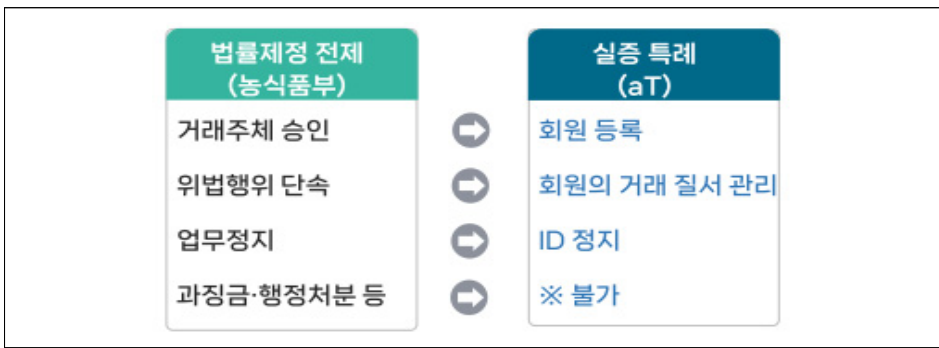 법률제정 전제
(농식품부)
실증 특례
(aT)
거래주체 승인
회원 등록
위법행위 단속
회원의 거래 질서 관리
업무정지
ID 정지
과징금·행정처분 등
※ 불가